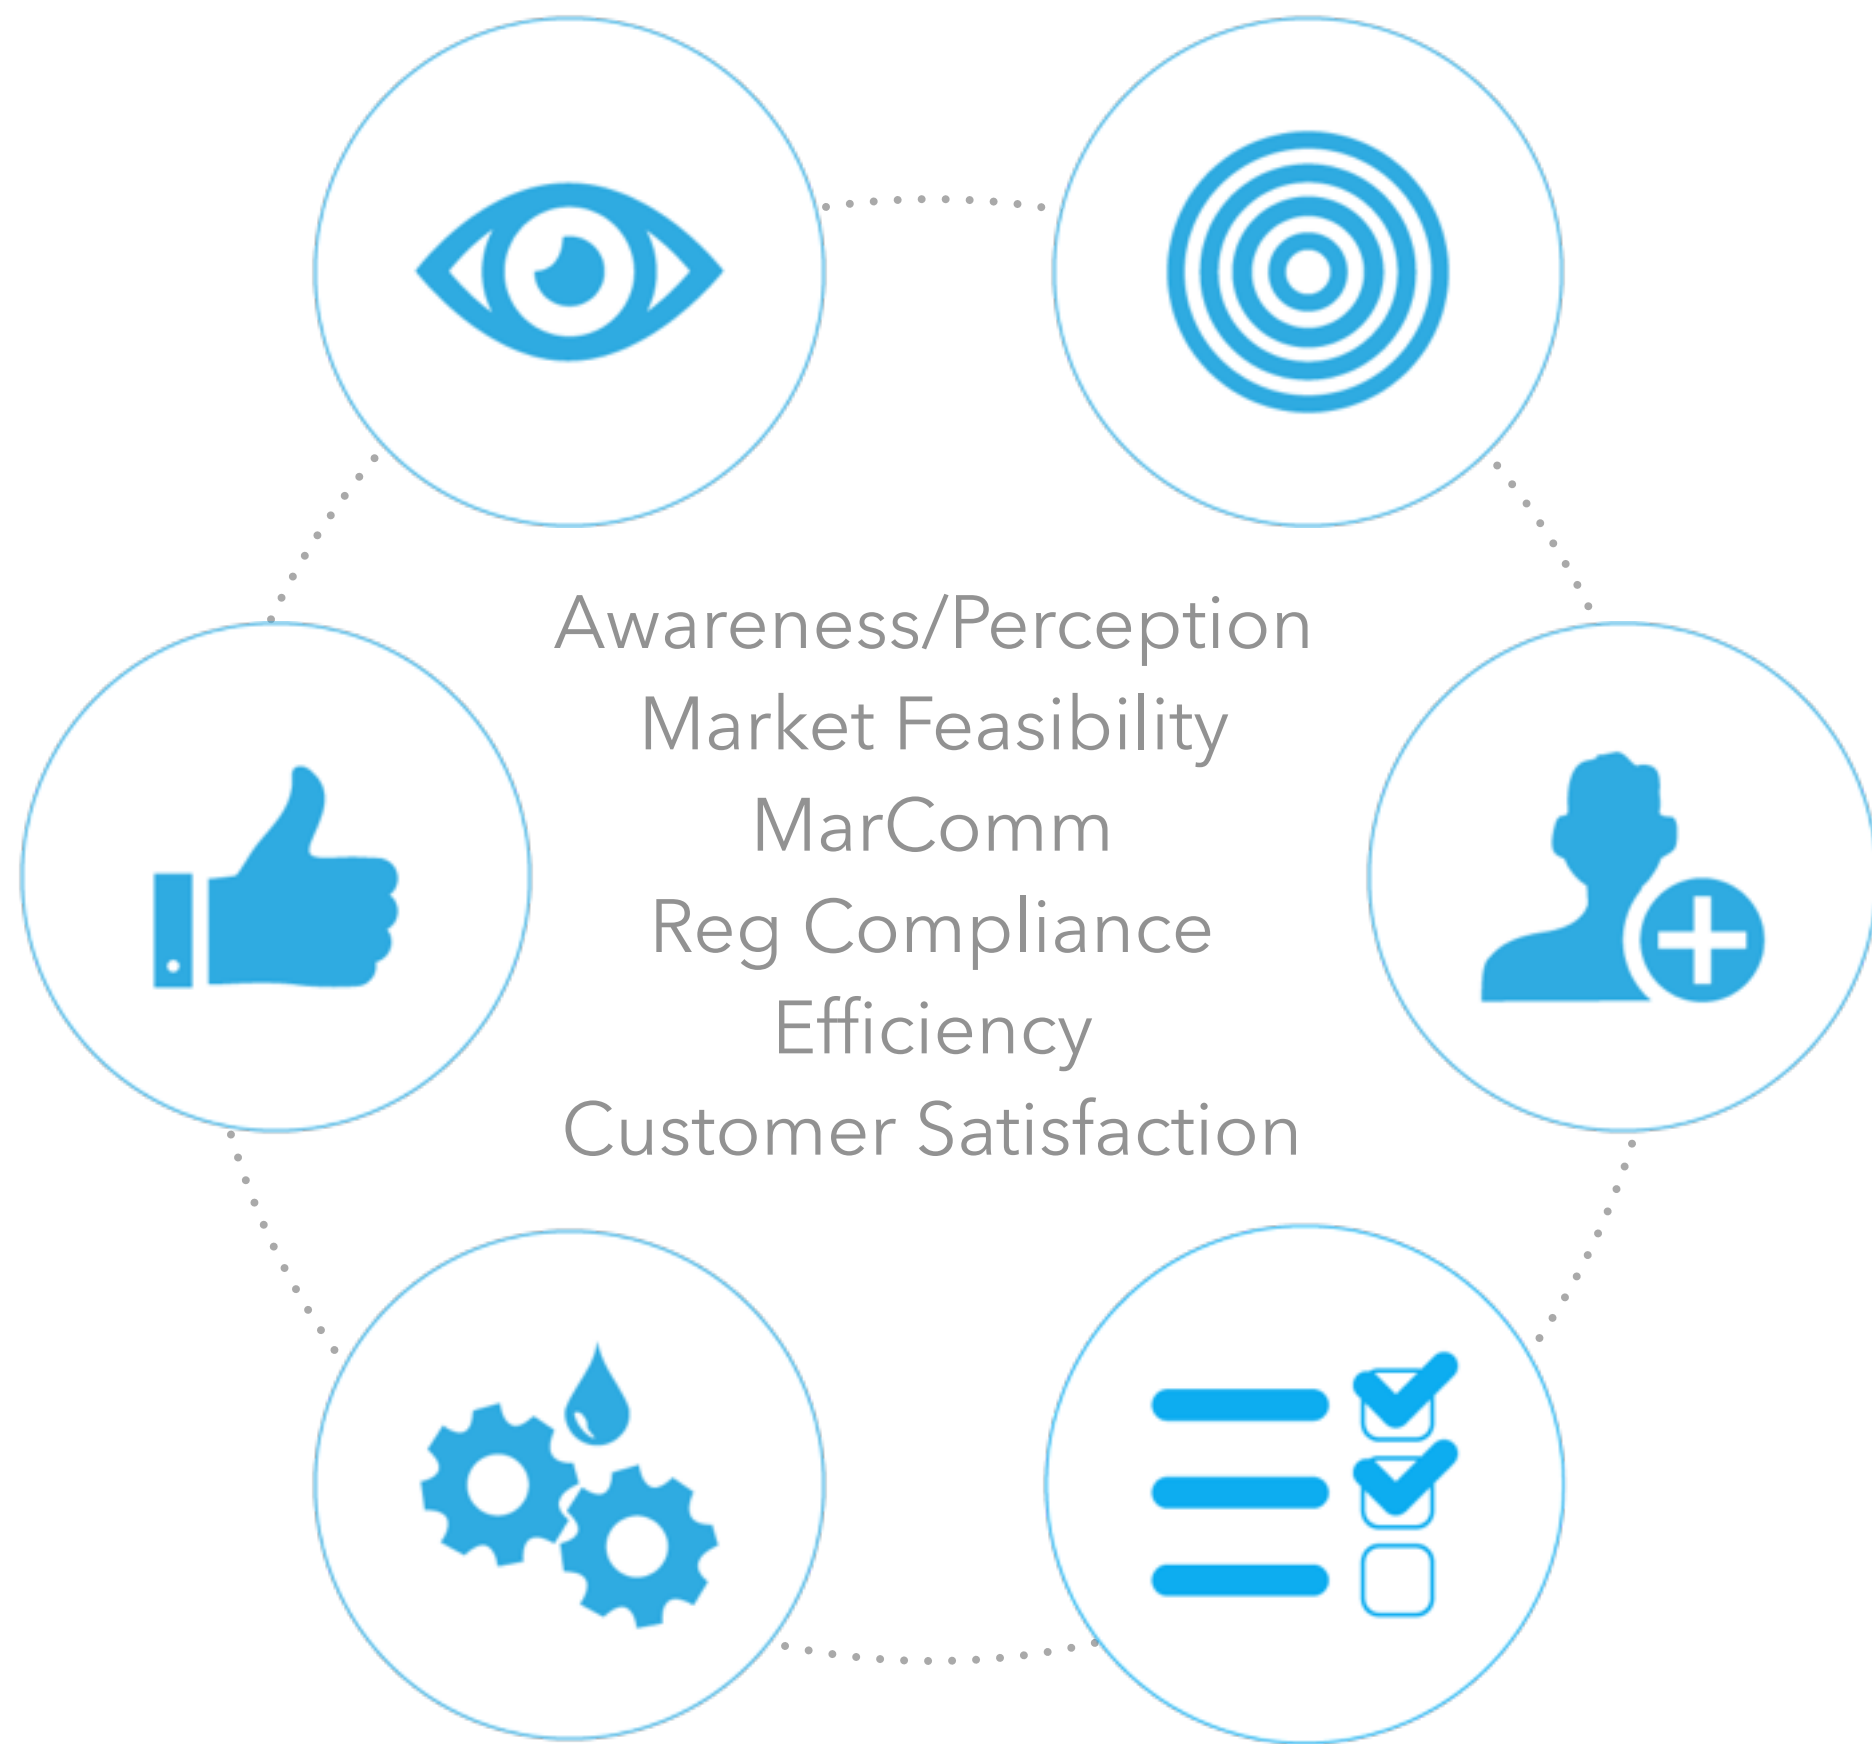 Awareness/Perception
Market Feasibility
MarComm
Reg Compliance
Efficiency
Customer Satisfaction